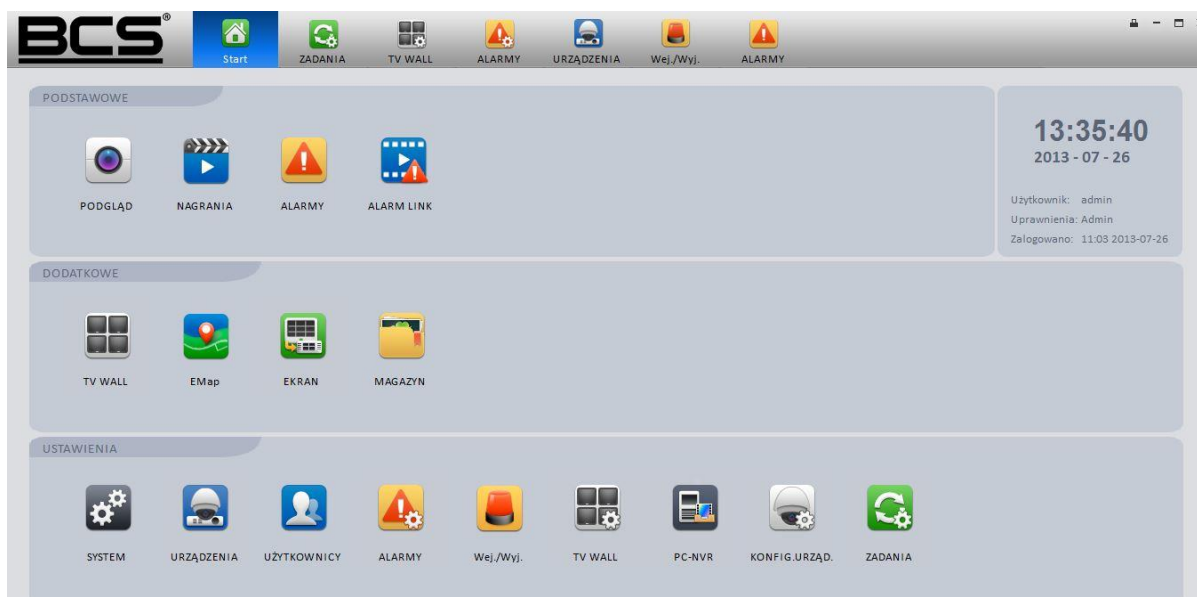 BCS®
Start
ZADANIA
TV WALL
ALARMY
URZĄDZENIA
Wej./Wyj.
ALARMY
PODSTAWOWE
PODGLĄD
NAGRANIA
ALARMY
ALARM LINK
13:35:40
2013 - 07 - 26
Użytkownik: admin
Uprawnienia: Admin
Zalogowano: 11:03 2013-07-26
DODATKOWE
TV WALL
EMap
EKRAN
MAGAZYN
USTAWIENIA
SYSTEM
URZĄDZENIA
UŻYTKOWNICY
ALARMY
Wej./Wyj.
TV WALL
PC-NVR
KONFIG.URZĄD.
ZADANIA